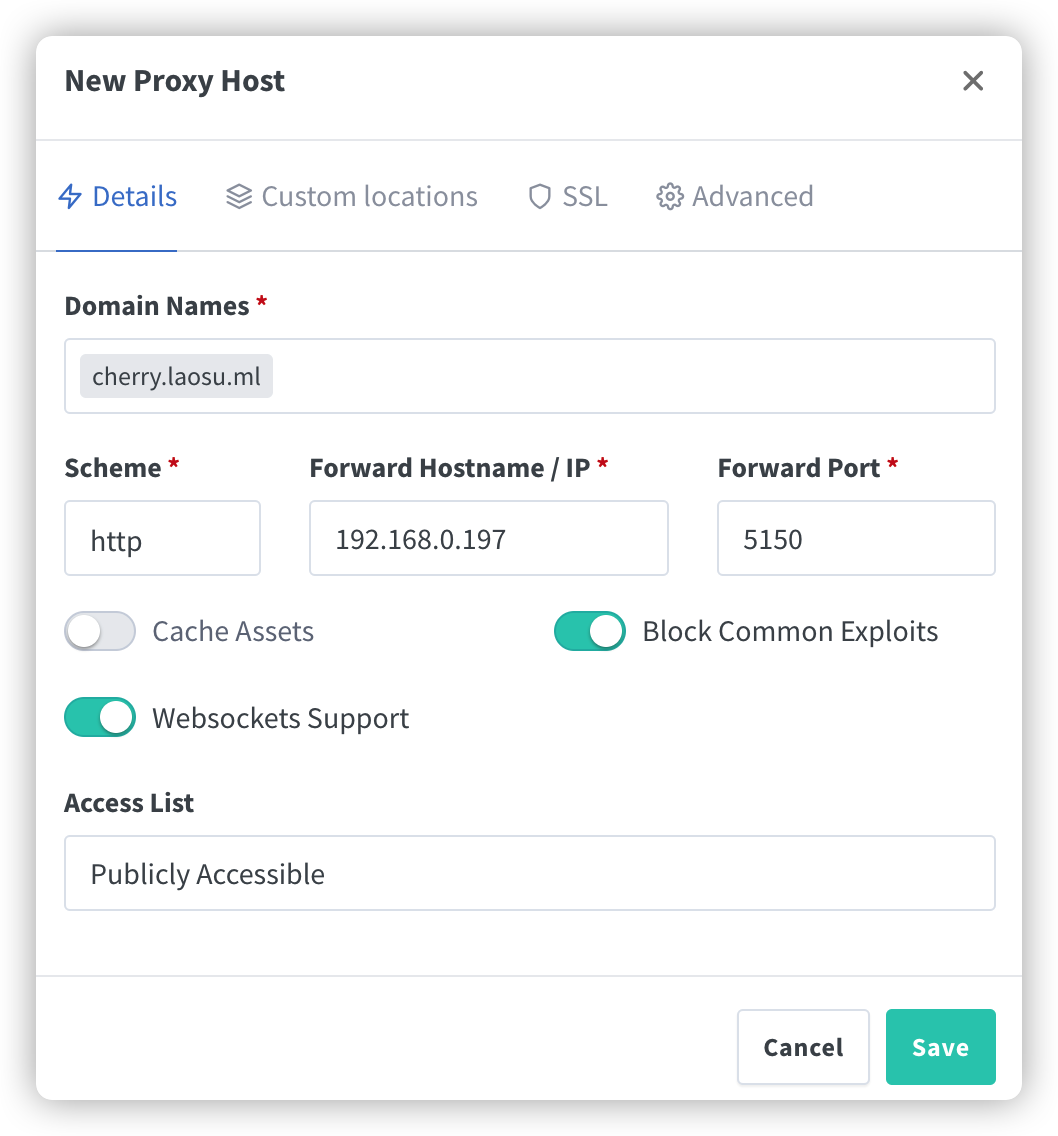 New Proxy Host
Details Custom locations SSL Advanced
Domain Names *
cherry.laosu.ml
Scheme * Forward Hostname / IP * Forward Port *
http 192.168.0.197 5150
Cache Assets Block Common Exploits
Websockets Support
Access List
Publicly Accessible
Cancel Save